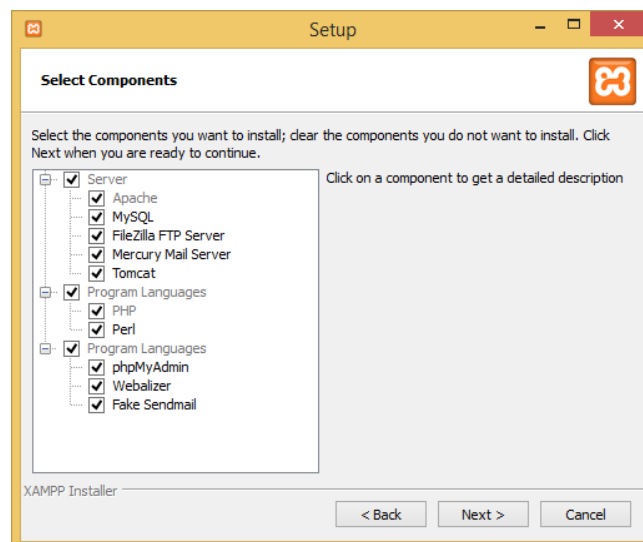 Setup
Select Components
Select the components you want to install; clear the components you do not want to install. Click
Next when you are ready to continue.
Server
Apache
MySQL
FileZilla FTP Server
Mercury Mail Server
Tomcat
Program Languages
PHP
Perl
Program Languages
phpMyAdmin
Webalizer
Fake Sendmail
Click on a component to get a detailed description
XAMPP Installer
< Back
Next >
Cancel